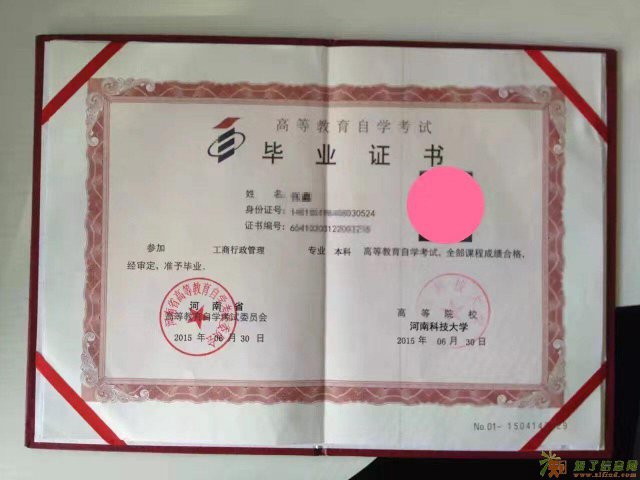 高等教育自学考试
毕业证书
姓名
身份证号：
030524
证书编号：
参加 工商行政管理 专业 本科 高等教育自学考试，全部课程成绩合格，
经审定，准予毕业。
河南省
高等教育自学考试委员会
2015 年 06 月 30 日
高等院校
河南科技大学
2015 年 06 月 30 日
No.01-